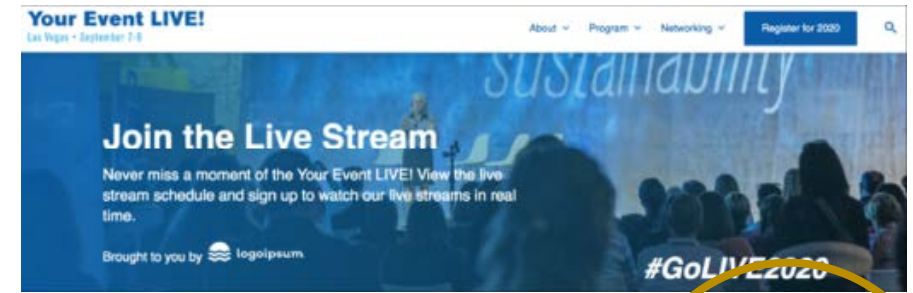 Your Event LIVE!
Las Vegas • September 7-8
About Program Networking Register for 2020
sustainability
Join the Live Stream
Never miss a moment of the Your Event LIVE! View the live
stream schedule and sign up to watch our live streams in real
time.
Brought to you by logoipsum
#GoLIVE2020